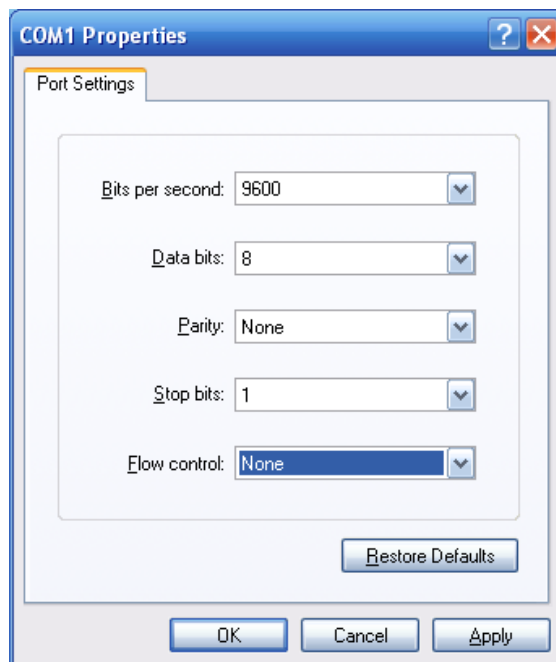 COM1 Properties
Port Settings
Bits per second: 9600
Data bits: 8
Parity: None
Stop bits: 1
Flow control: None
Restore Defaults
OK Cancel Apply